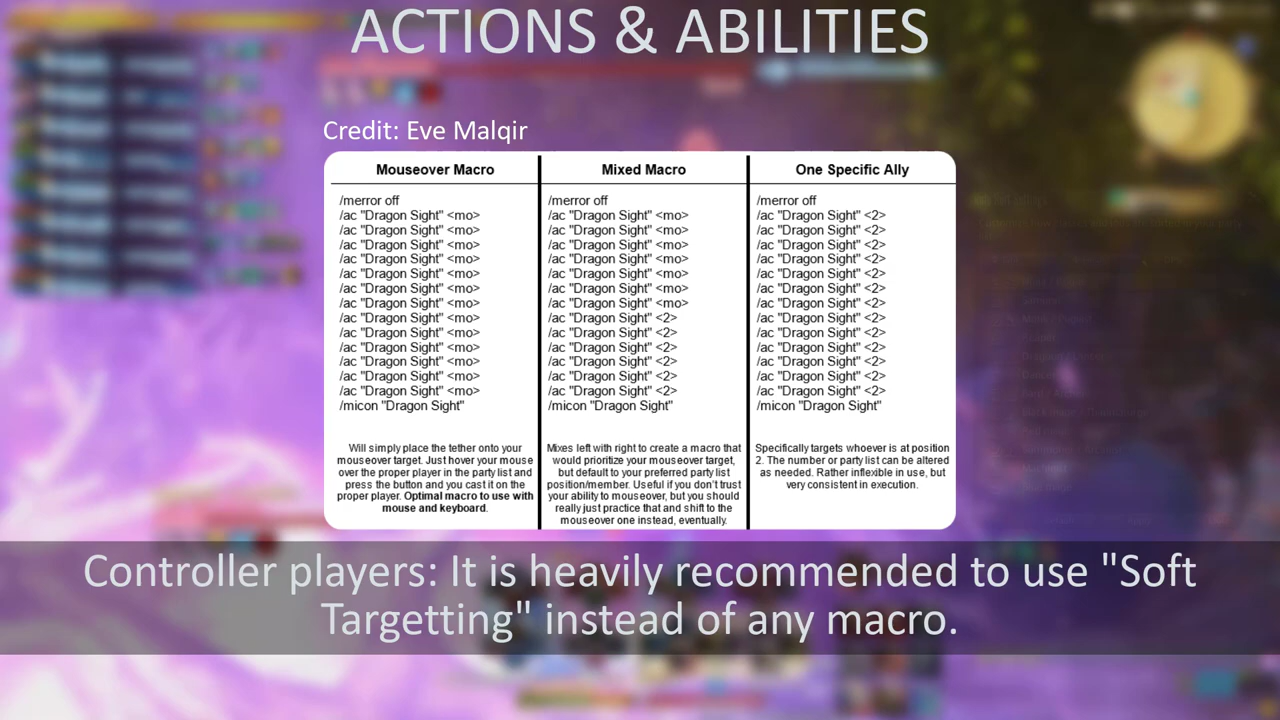 ACTIONS & ABILITIES
Credit: Eve Malqir
Mouseover Macro
/merror off
/ac "Dragon Sight" <mo>
/ac "Dragon Sight" <mo>
/ac "Dragon Sight" <mo>
/ac "Dragon Sight" <mo>
/ac "Dragon Sight" <mo>
/ac "Dragon Sight" <mo>
/ac "Dragon Sight" <mo>
/ac "Dragon Sight" <mo>
/ac "Dragon Sight" <mo>
/ac "Dragon Sight" <mo>
/ac "Dragon Sight" <mo>
/ac "Dragon Sight" <mo>
/ac "Dragon Sight" <mo>
/micon "Dragon Sight"
Will simply place the tether onto your
mouseover target. Just hover your mouse
over the proper player in the party list and
press the button and you cast it on the
proper player. Optimal macro to use with
mouse and keyboard.
Mixed Macro
/merror off
/ac "Dragon Sight" <mo>
/ac "Dragon Sight" <mo>
/ac "Dragon Sight" <mo>
/ac "Dragon Sight" <mo>
/ac "Dragon Sight" <mo>
/ac "Dragon Sight" <mo>
/ac "Dragon Sight" <mo>
/ac "Dragon Sight" <2>
/ac "Dragon Sight" <2>
/ac "Dragon Sight" <2>
/ac "Dragon Sight" <2>
/ac "Dragon Sight" <2>
/ac "Dragon Sight" <2>
/micon "Dragon Sight"
Mixes left with right to create a macro that
would prioritize your mouseover target,
but default to your preferred party list
position/member. Useful if you don't trust
your ability to mouseover, but you should
really just practice that and shift to the
mouseover one instead, eventually.
One Specific Ally
/merror off
/ac "Dragon Sight" <2>
/ac "Dragon Sight" <2>
/ac "Dragon Sight" <2>
/ac "Dragon Sight" <2>
/ac "Dragon Sight" <2>
/ac "Dragon Sight" <2>
/ac "Dragon Sight" <2>
/ac "Dragon Sight" <2>
/ac "Dragon Sight" <2>
/ac "Dragon Sight" <2>
/ac "Dragon Sight" <2>
/ac "Dragon Sight" <2>
/ac "Dragon Sight" <2>
/micon "Dragon Sight"
Specifically targets whoever is at position
2. The number or party list can be altered
as needed. Rather inflexible in use, but
very consistent in execution.
Controller players: It is heavily recommended to use "Soft
Targetting" instead of any macro.